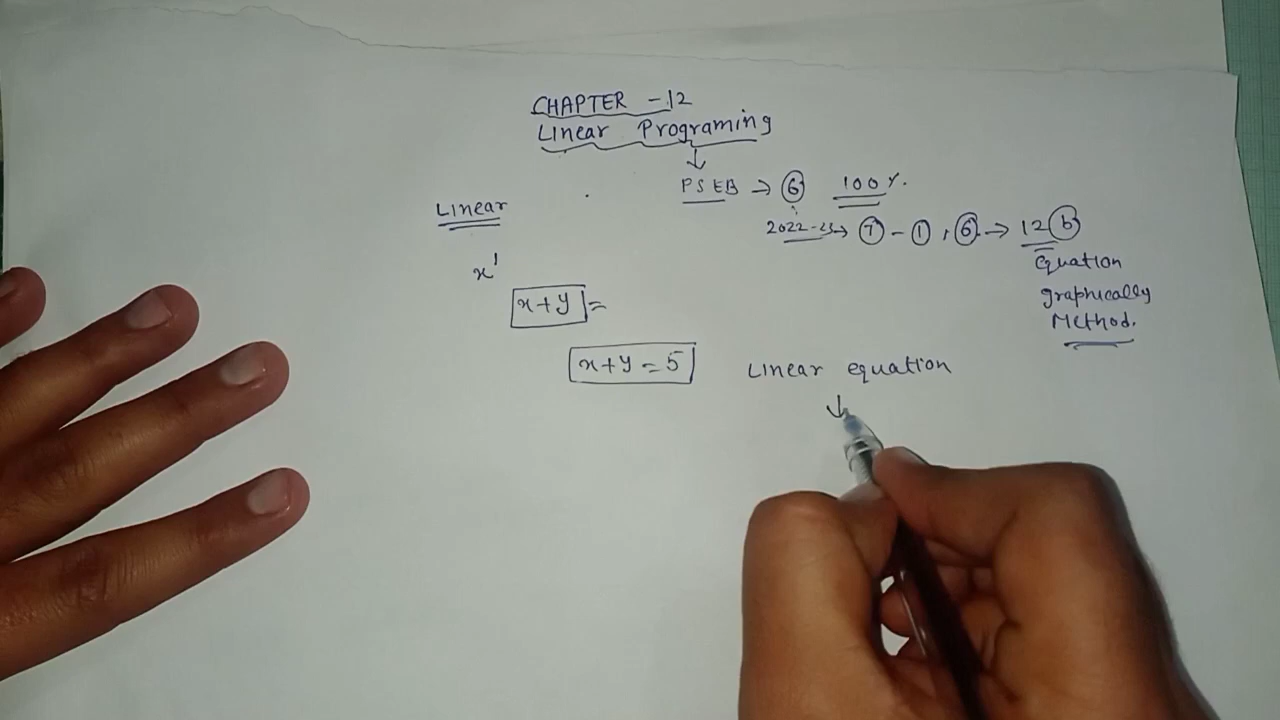 CHAPTER - 12
Linear Programing
PSEB → 6 100%.
Linear
2022-23 → 7 - 1, 6 → 12 b
Equation
graphically
Method.
x¹
x+y =
x+y = 5
Linear equation